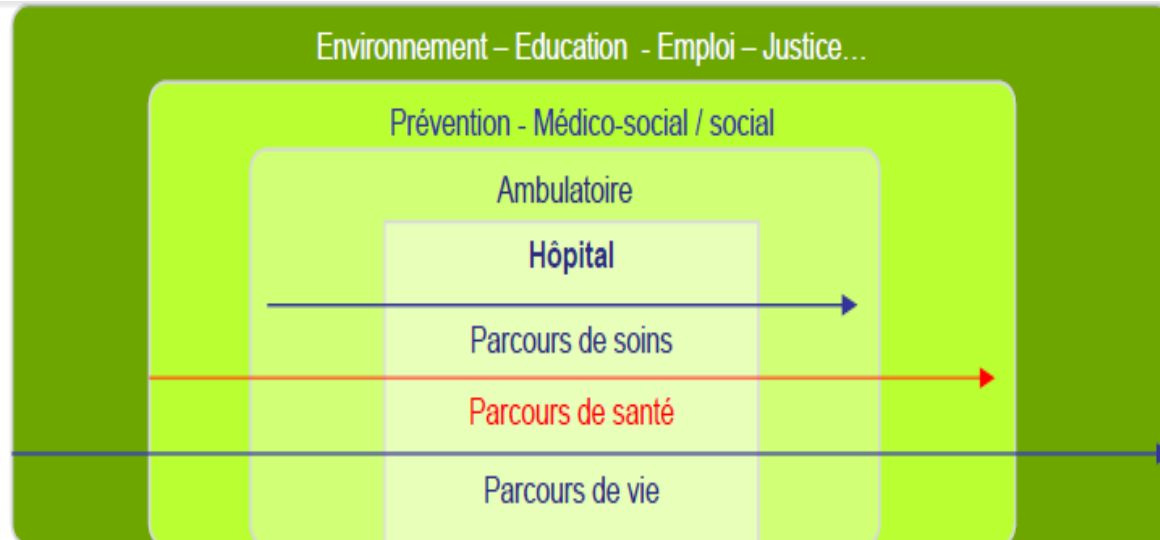 Environnement – Education - Emploi – Justice...
Prévention - Médico-social / social
Ambulatoire
Hôpital
Parcours de soins
Parcours de santé
Parcours de vie